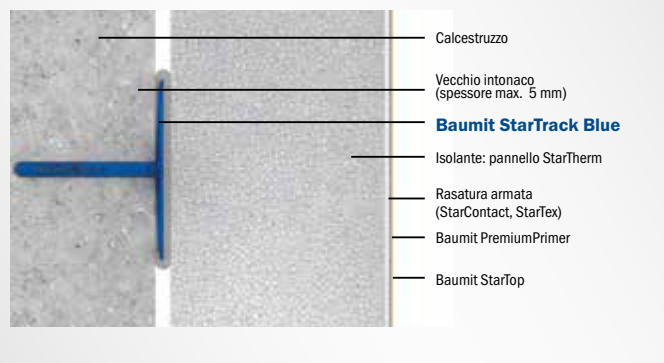 Calcestruzzo
Vecchio intonaco
(spessore max. 5 mm)
Baumit StarTrack Blue
Isolante: pannello StarTherm
Rasatura armata
(StarContact, StarTex)
Baumit PremiumPrimer
Baumit StarTop